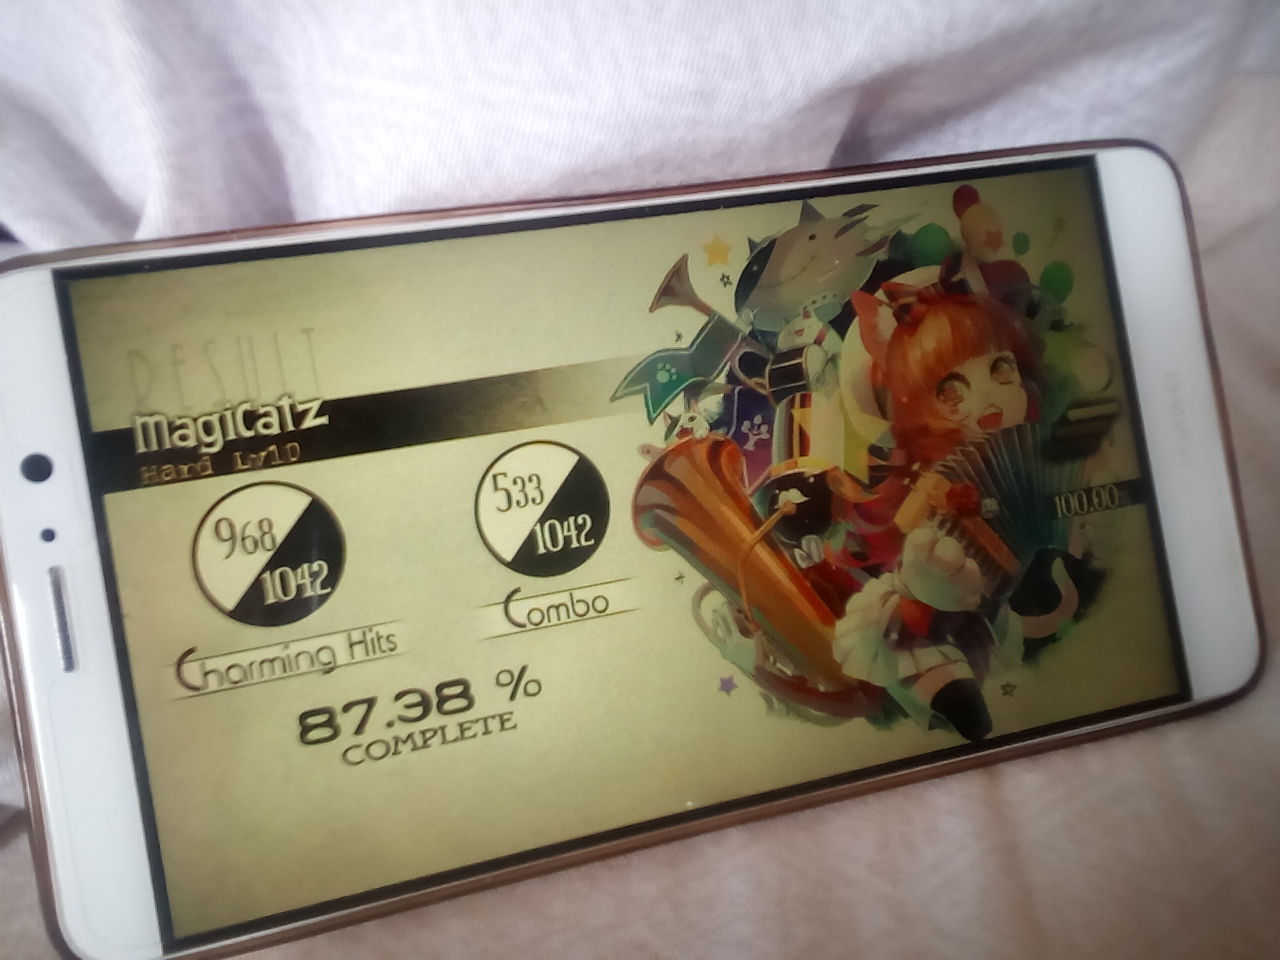 RESULT
MagiCatz
Hard Lv10
968
1042
Charming Hits
533
1042
Combo
87.38 %
COMPLETE
100.00